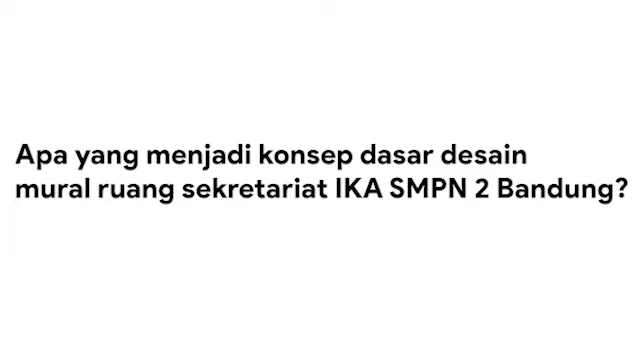 Apa yang menjadi konsep dasar desain
mural ruang sekretariat IKA SMPN 2 Bandung?